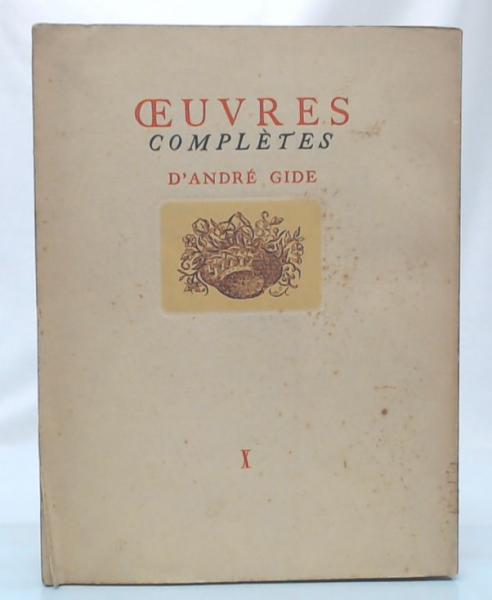 ŒUVRES
COMPLÈTES
D'ANDRÉ GIDE
X